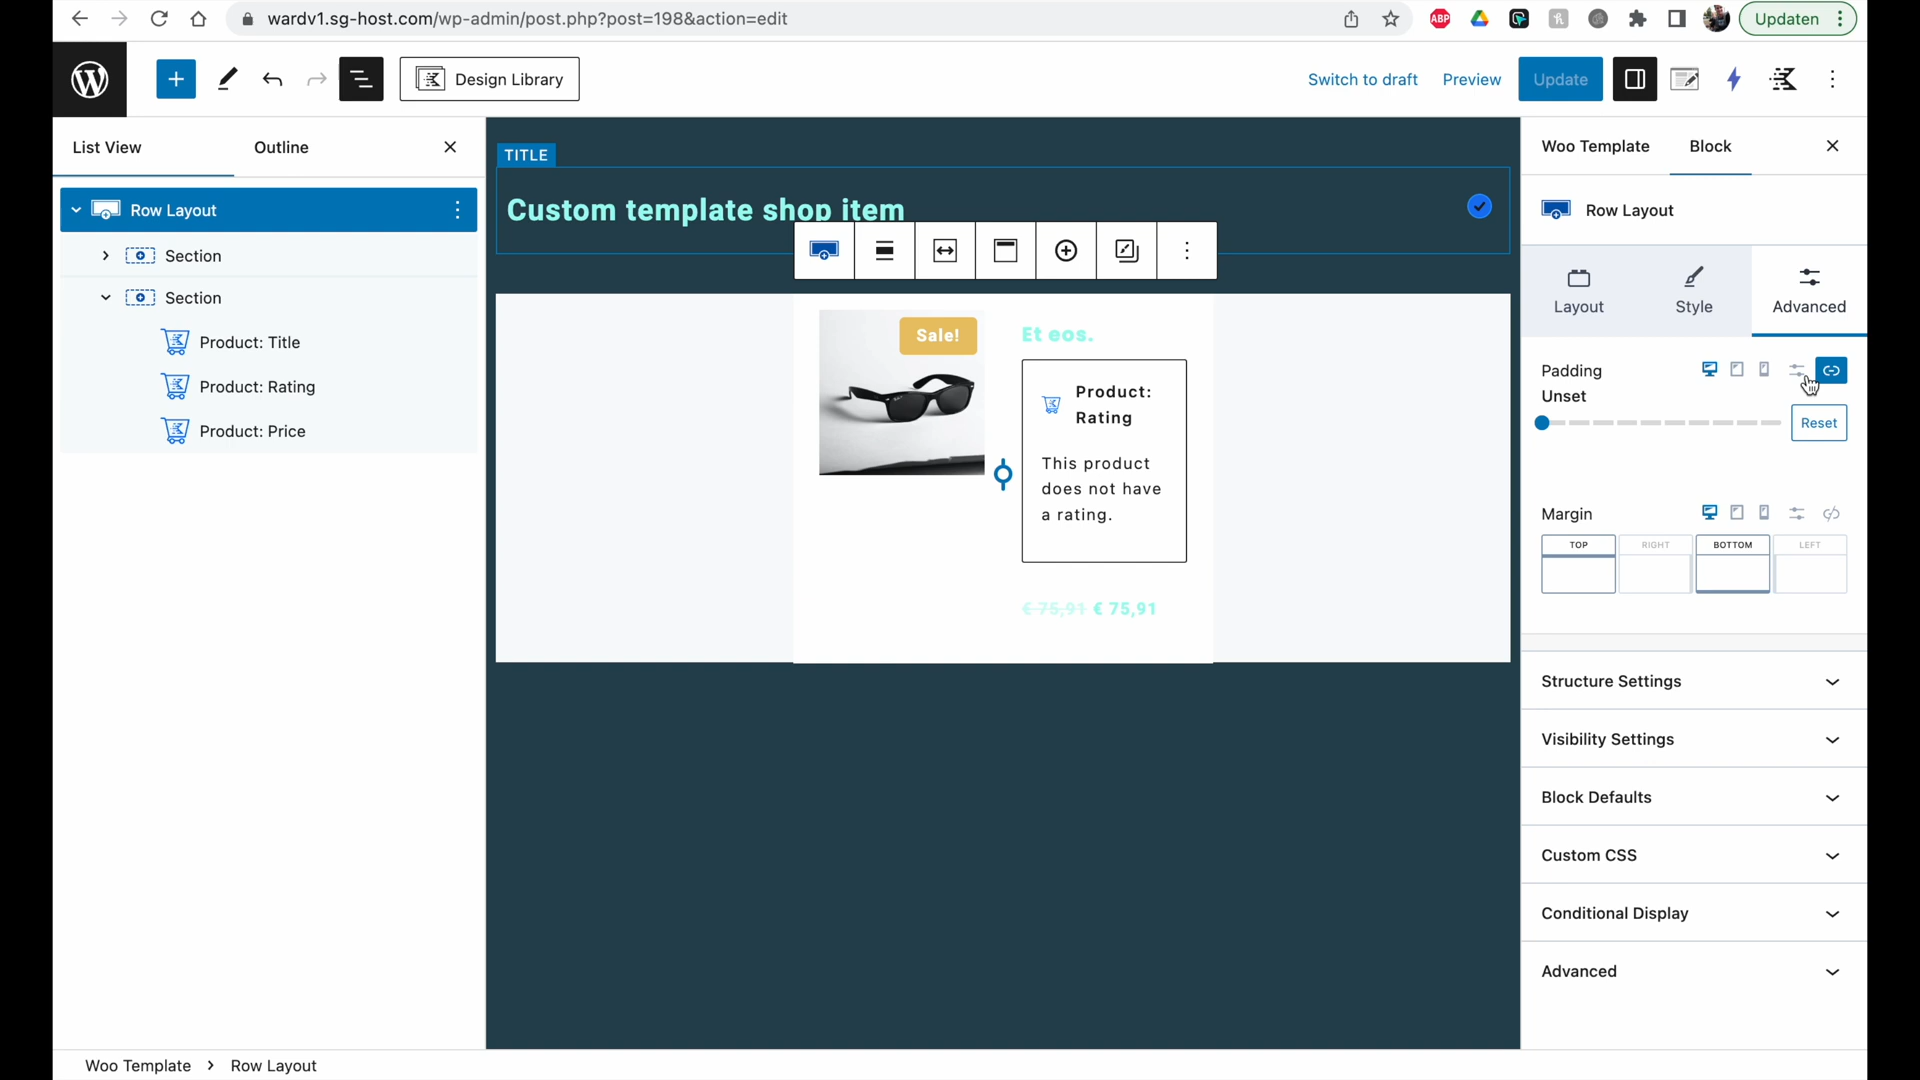 wardv1.sg-host.com/wp-admin/post.php?post=198&action=edit
ABP
Updaten
Design Library
Switch to draft
Preview
Update
List View
Outline
Row Layout
Section
Section
Product: Title
Product: Rating
Product: Price
TITLE
Custom template shop item
Sale!
Et eos.
Product:
Rating
This product
does not have
a rating.
€ 75,91 € 75,91
Woo Template
Block
Row Layout
Layout
Style
Advanced
Padding
Unset
Reset
Margin
TOP
RIGHT
BOTTOM
LEFT
Structure Settings
Visibility Settings
Block Defaults
Custom CSS
Conditional Display
Advanced
Woo Template
Row Layout